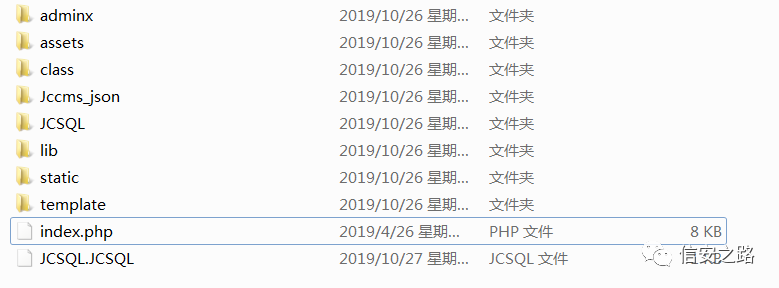 adminx 2019/10/26 星期... 文件夹
assets 2019/10/26 星期... 文件夹
class 2019/10/26 星期... 文件夹
Jccms_json 2019/10/26 星期... 文件夹
JCSQL 2019/10/26 星期... 文件夹
lib 2019/10/26 星期... 文件夹
static 2019/10/26 星期... 文件夹
template 2019/10/26 星期... 文件夹
index.php 2019/4/26 星期... PHP 文件 8 KB
JCSQL.JCSQL 2019/10/27 星期... JCSQL 文件
信安之路